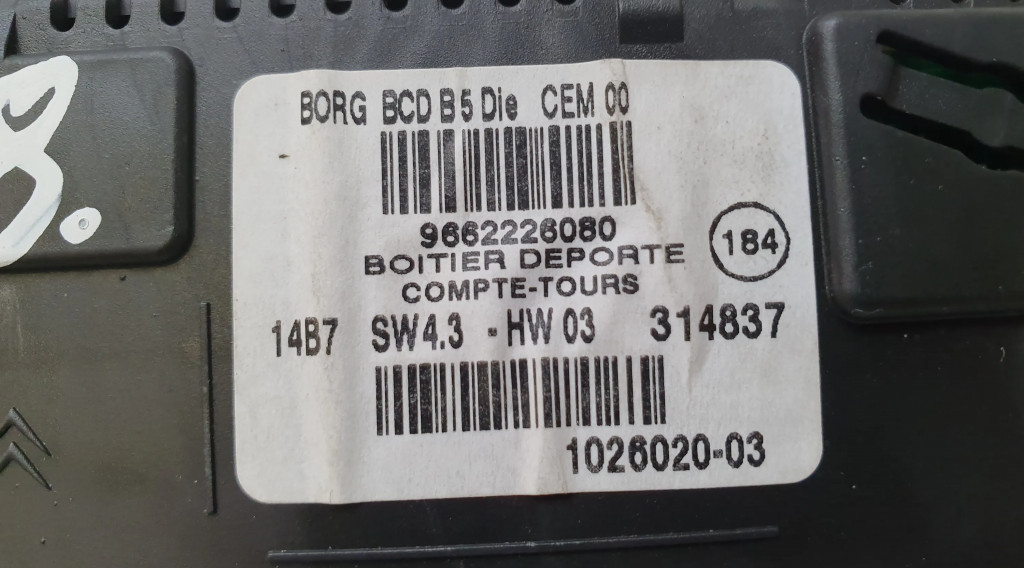 BORG BCD B5 Die CEM 00
9662226080
184
BOITIER DEPORTE
COMPTE-TOURS
14B7 SW4.3 - HW 03 314837
1026020-03
8.